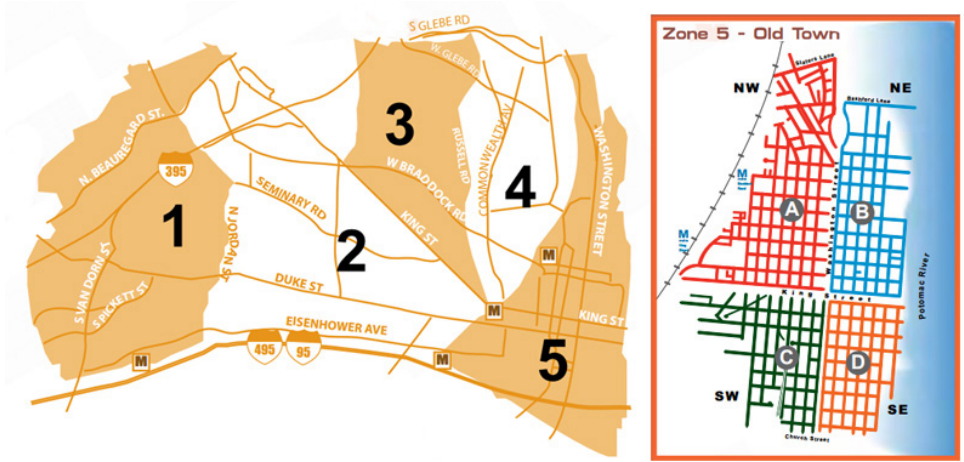 S GLEBE RD
W. GLEBE RD
3
RUSSELL RD
COMMONWEALTH AV
WASHINGTON STREET
N. BEAUREGARD ST.
395
W BRADDOCK RD
4
SEMINARY RD
KING ST
1
N JORDAN ST
2
S VAN DORN ST
M
DUKE ST
S PICKETT ST
M
KING ST
EISENHOWER AVE
495
95
M
M
5
Zone 5 - Old Town
Slaters Lane
NW
NE
Bashford Lane
M
A
B
Washington Street
M
Potomac River
King Street
C
D
SW
SE
Church Street